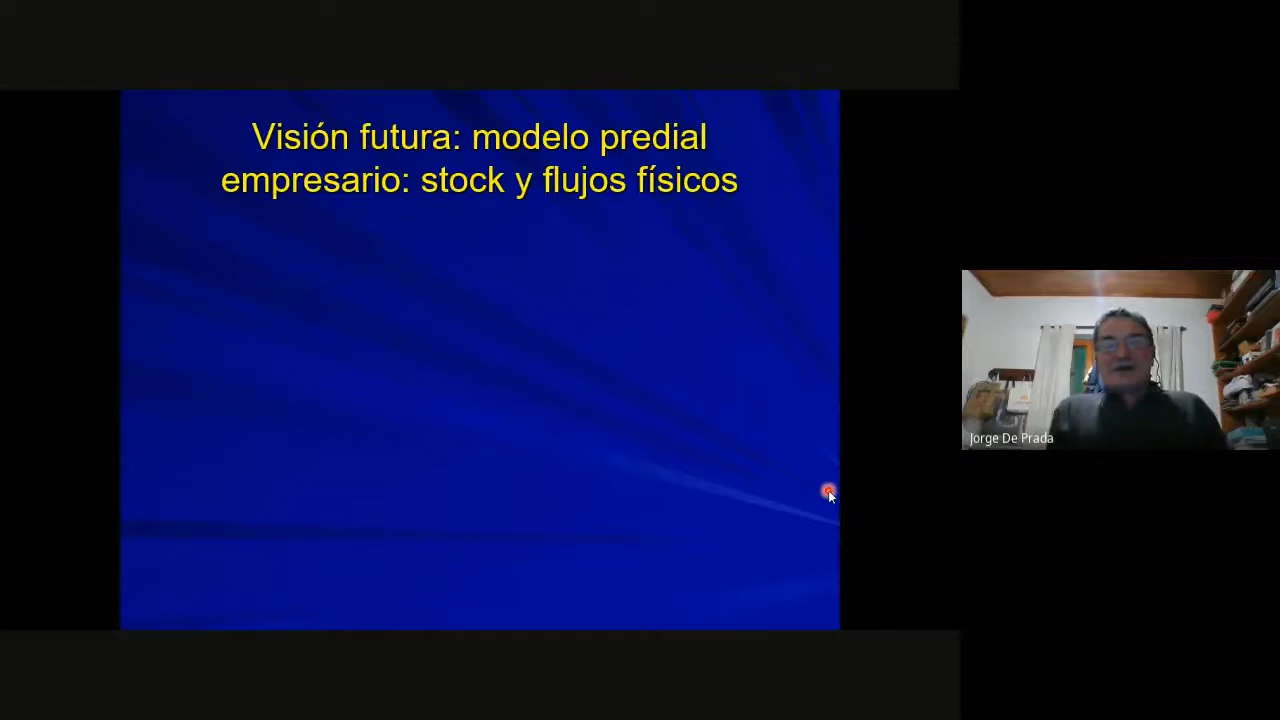 Visión futura: modelo predial
empresario: stock y flujos físicos
Jorge De Prada